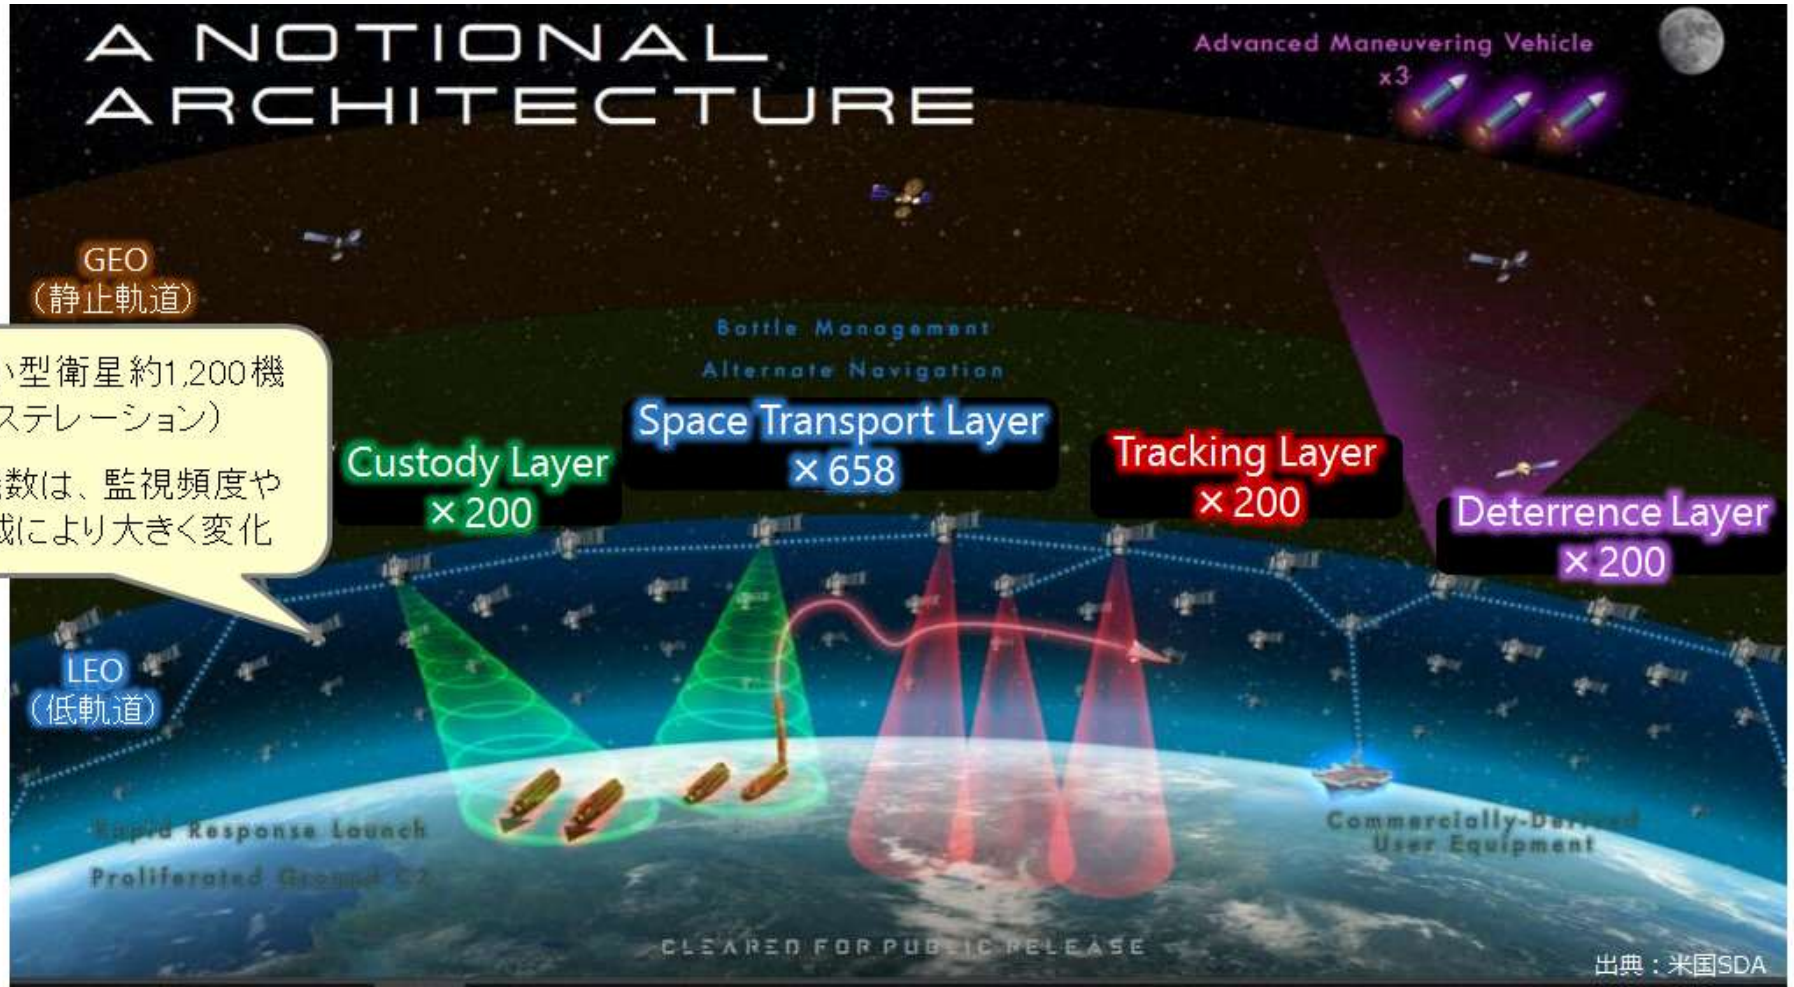 A NOTIONAL
ARCHITECTURE
Advanced Maneuvering Vehicle
x3
GEO
（静止軌道）
型衛星約1,200機
ステレーション）
数は、監視頻度や
により大きく変化
Battle Management
Alternate Navigation
Space Transport Layer
×658
Custody Layer
×200
Tracking Layer
×200
Deterrence Layer
×200
LEO
（低軌道）
Rapid Response Launch
Proliferated Ground C2
Commercially-Derived
User Equipment
CLEARED FOR PUBLIC RELEASE
出典：米国SDA